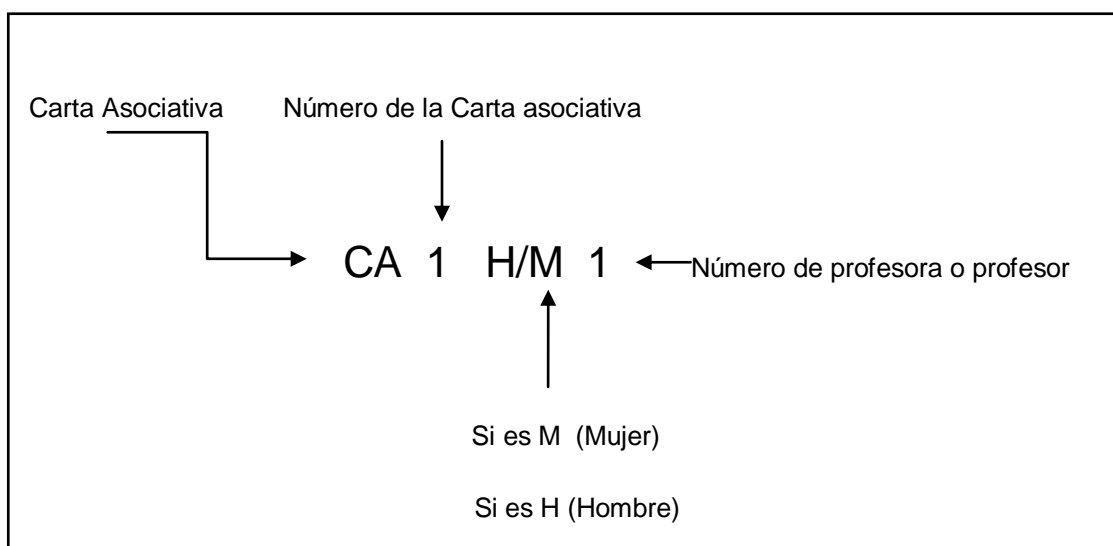 Carta Asociativa
Número de la Carta asociativa
CA 1 H/M 1
Número de profesora o profesor
Si es M (Mujer)
Si es H (Hombre)